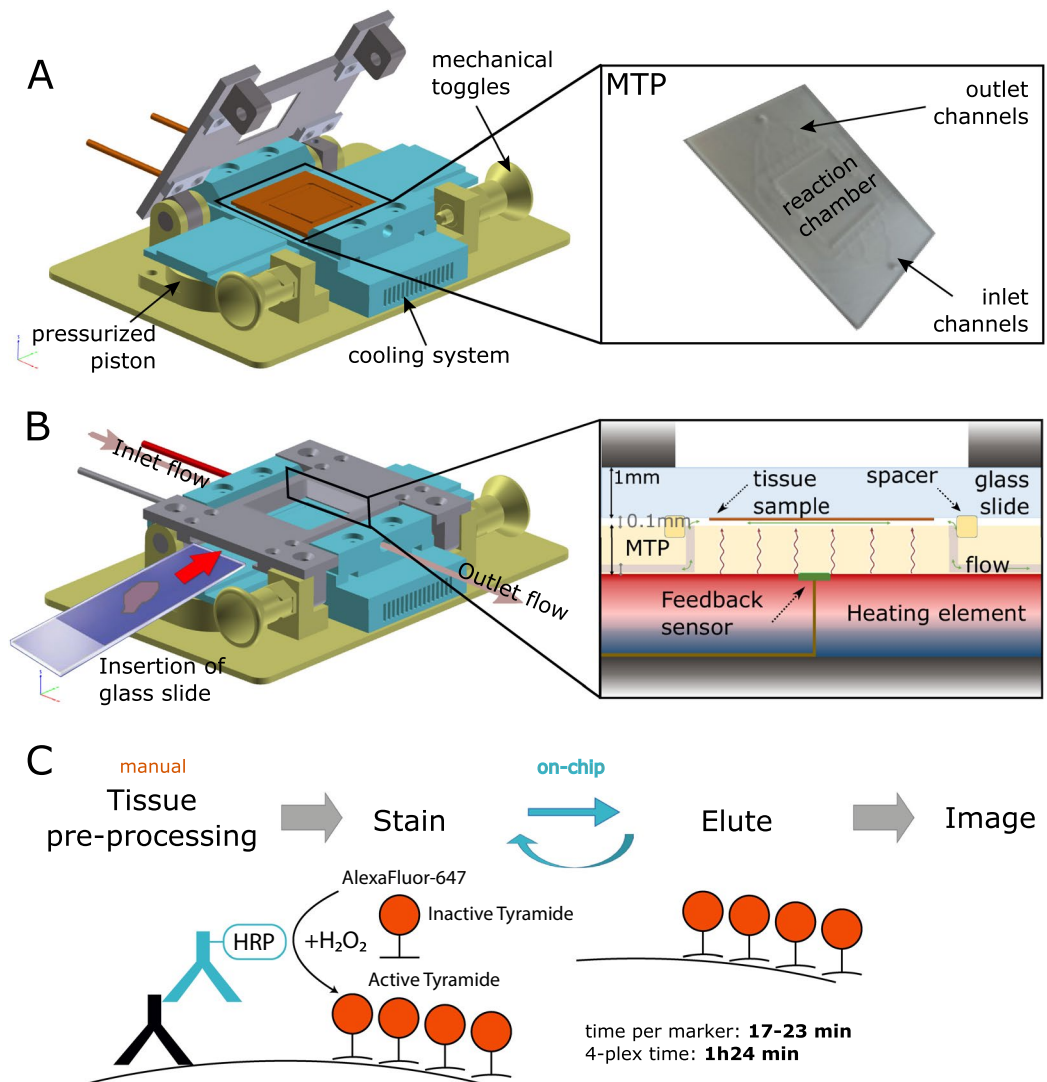 A
mechanical
toggles
MTP
outlet
channels
reaction
chamber
inlet
channels
pressurized
piston
cooling system
B
Inlet flow
Outlet flow
Insertion of
glass slide
1mm
tissue
sample
spacer
glass
slide
0.1mm
MTP
flow
Feedback
sensor
Heating element
C
manual
Tissue
pre-processing
Stain
on-chip
Elute
Image
AlexaFluor-647
Inactive Tyramide
HRP
+H₂O₂
Active Tyramide
time per marker: 17-23 min
4-plex time: 1h24 min